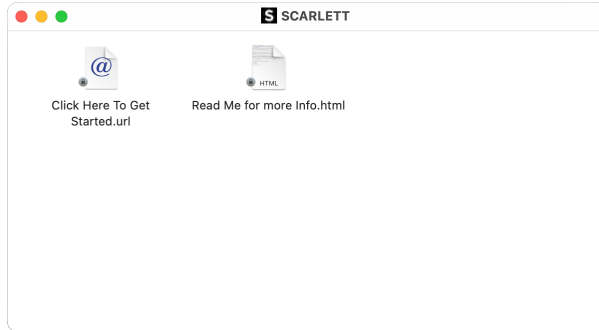 S SCARLETT
@
HTML
Click Here To Get
Started.url
Read Me for more Info.html